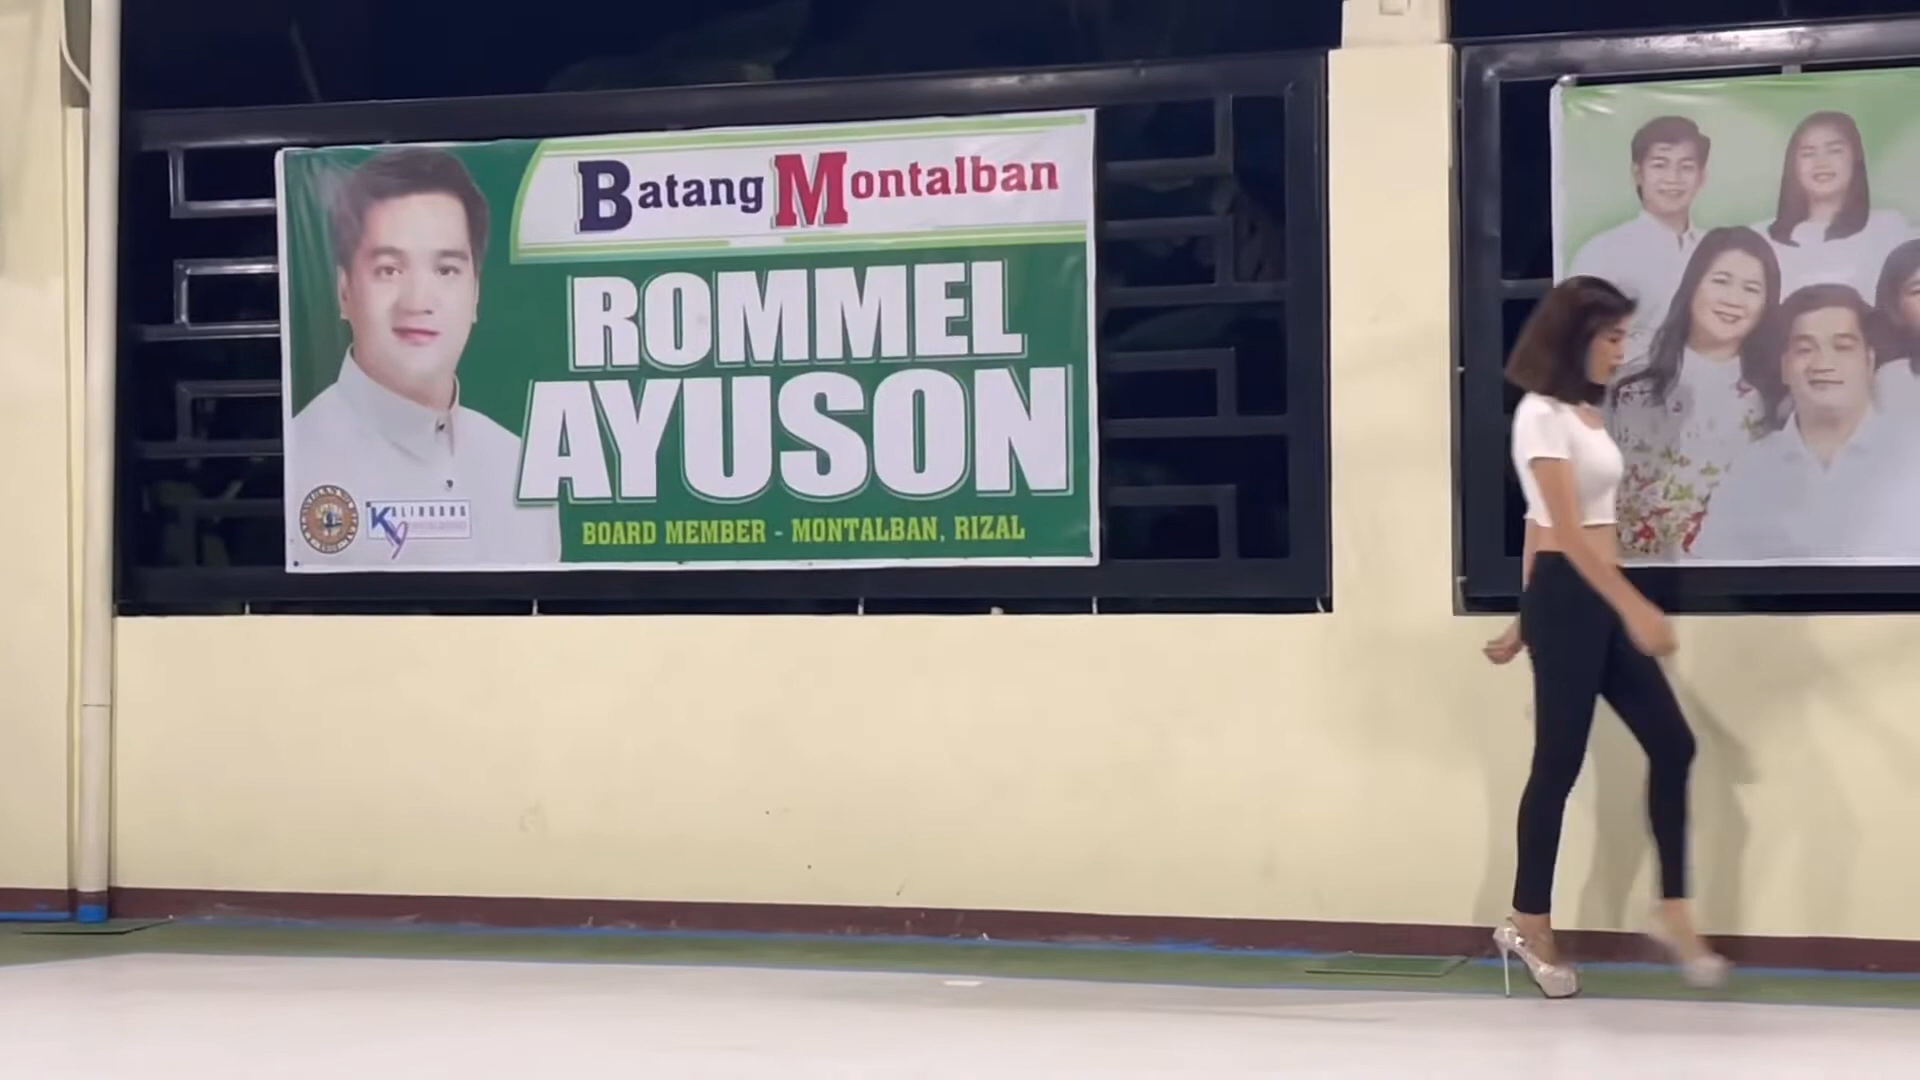 Batang Montalban
ROMMEL
AYUSON
BOARD MEMBER - MONTALBAN, RIZAL